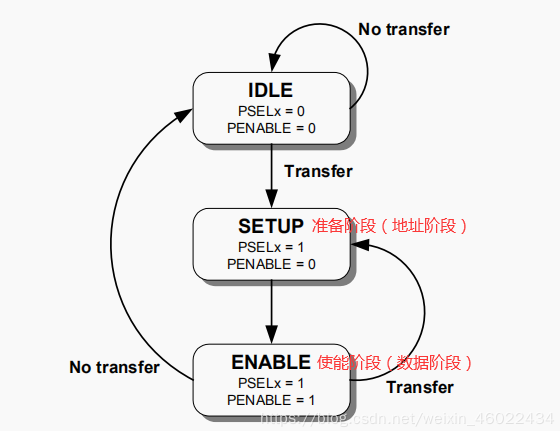 No transfer
IDLE
PSELx = 0
PENABLE = 0
Transfer
SETUP 准备阶段（地址阶段）
PSELx = 1
PENABLE = 0
ENABLE 使能阶段（数据阶段）
No transfer
PSELx = 1
Transfer
PENABLE = 1
https://blog.csdn.net/weixin_46022434